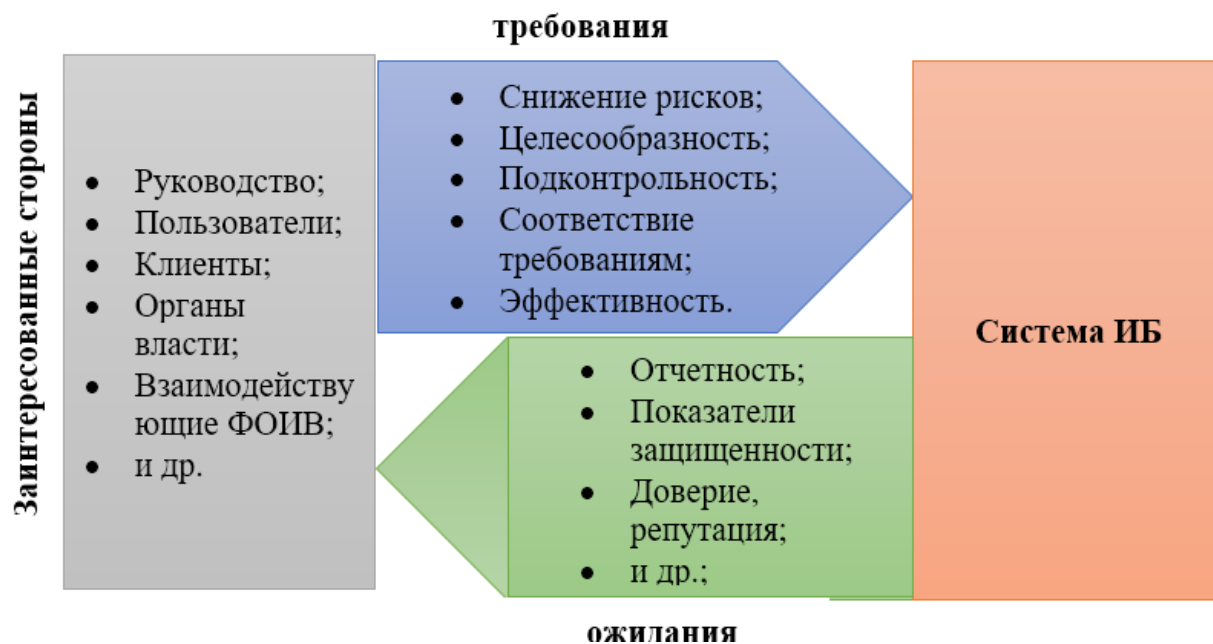 требования
Заинтересованные стороны
• Руководство;
• Пользователи;
• Клиенты;
• Органы
власти;
• Взаимодейству
ющие ФОИВ;
• и др.
• Снижение рисков;
• Целесообразность;
• Подконтрольность;
• Соответствие
требованиям;
• Эффективность.
• Отчетность;
• Показатели
защищенности;
• Доверие,
репутация;
• и др.;
Система ИБ
ожидания